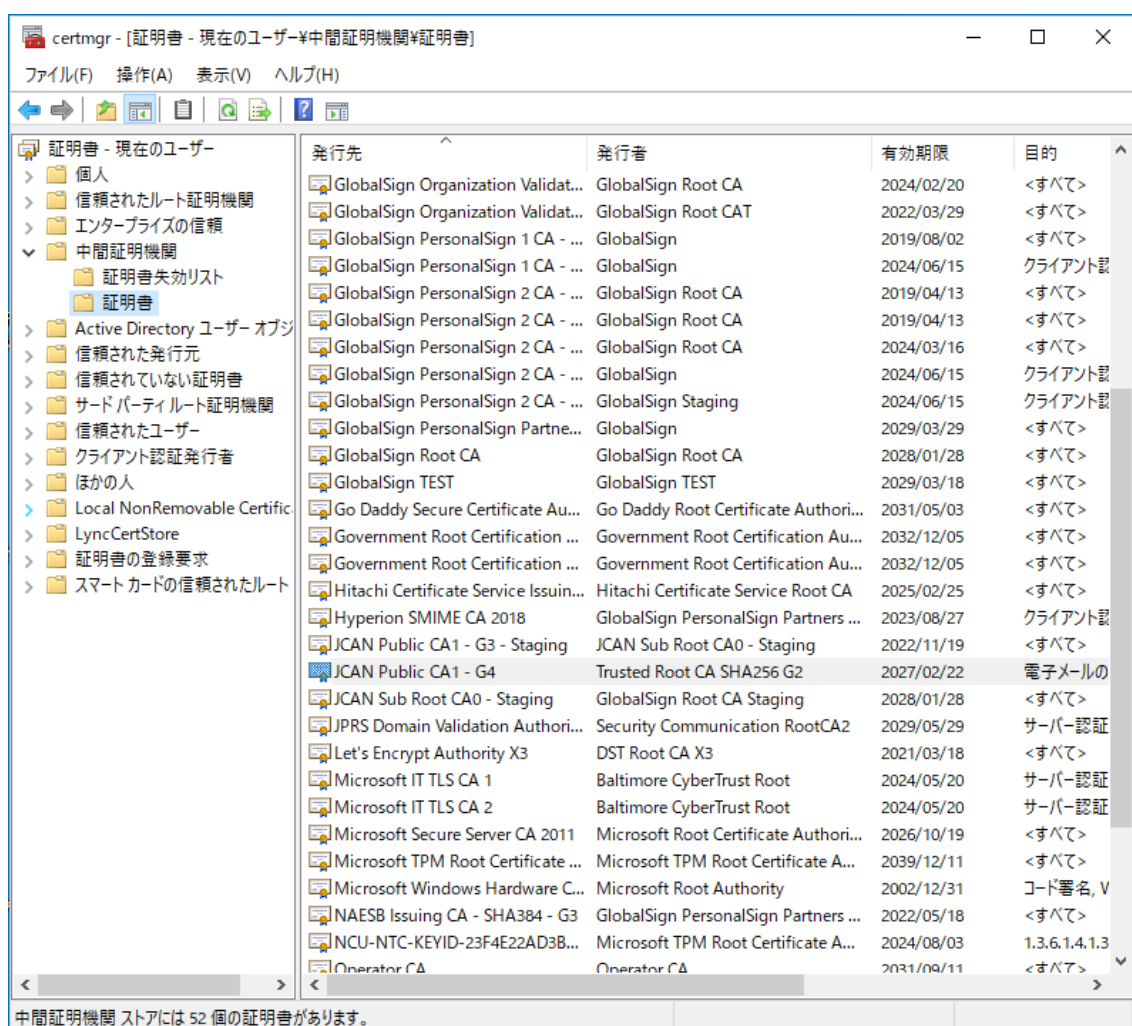 certmgr - [証明書 - 現在のユーザー¥中間証明機関¥証明書]
ファイル(F) 操作(A) 表示(V) ヘルプ(H)
証明書 - 現在のユーザー
個人
信頼されたルート証明機関
エンタープライズの信頼
中間証明機関
証明書失効リスト
証明書
Active Directory ユーザー オブジ
信頼された発行元
信頼されていない証明書
サード パーティ ルート証明機関
信頼されたユーザー
クライアント認証発行者
ほかの人
Local NonRemovable Certific
LyncCertStore
証明書の登録要求
スマート カードの信頼されたルート
発行先 発行者 有効期限 目的
GlobalSign Organization Validat... GlobalSign Root CA 2024/02/20 <すべて>
GlobalSign Organization Validat... GlobalSign Root CAT 2022/03/29 <すべて>
GlobalSign PersonalSign 1 CA - ... GlobalSign 2019/08/02 <すべて>
GlobalSign PersonalSign 1 CA - ... GlobalSign 2024/06/15 クライアント認
GlobalSign PersonalSign 2 CA - ... GlobalSign Root CA 2019/04/13 <すべて>
GlobalSign PersonalSign 2 CA - ... GlobalSign Root CA 2019/04/13 <すべて>
GlobalSign PersonalSign 2 CA - ... GlobalSign Root CA 2024/03/16 <すべて>
GlobalSign PersonalSign 2 CA - ... GlobalSign 2024/06/15 クライアント認
GlobalSign PersonalSign 2 CA - ... GlobalSign Staging 2024/06/15 クライアント認
GlobalSign PersonalSign Partne... GlobalSign 2029/03/29 <すべて>
GlobalSign Root CA GlobalSign Root CA 2028/01/28 <すべて>
GlobalSign TEST GlobalSign TEST 2029/03/18 <すべて>
Go Daddy Secure Certificate Au... Go Daddy Root Certificate Authori... 2031/05/03 <すべて>
Government Root Certification ... Government Root Certification Au... 2032/12/05 <すべて>
Government Root Certification ... Government Root Certification Au... 2032/12/05 <すべて>
Hitachi Certificate Service Issuin... Hitachi Certificate Service Root CA 2025/02/25 <すべて>
Hyperion SMIME CA 2018 GlobalSign PersonalSign Partners ... 2023/08/27 クライアント認
JCAN Public CA1 - G3 - Staging JCAN Sub Root CA0 - Staging 2022/11/19 <すべて>
JCAN Public CA1 - G4 Trusted Root CA SHA256 G2 2027/02/22 電子メールの
JCAN Sub Root CA0 - Staging GlobalSign Root CA Staging 2028/01/28 <すべて>
JPRS Domain Validation Authori... Security Communication RootCA2 2029/05/29 サーバー認証
Let's Encrypt Authority X3 DST Root CA X3 2021/03/18 <すべて>
Microsoft IT TLS CA 1 Baltimore CyberTrust Root 2024/05/20 サーバー認証
Microsoft IT TLS CA 2 Baltimore CyberTrust Root 2024/05/20 サーバー認証
Microsoft Secure Server CA 2011 Microsoft Root Certificate Authori... 2026/10/19 <すべて>
Microsoft TPM Root Certificate ... Microsoft TPM Root Certificate A... 2039/12/11 <すべて>
Microsoft Windows Hardware C... Microsoft Root Authority 2002/12/31 コード署名, W
NAESB Issuing CA - SHA384 - G3 GlobalSign PersonalSign Partners ... 2022/05/18 <すべて>
NCU-NTC-KEYID-23F4E22AD3B... Microsoft TPM Root Certificate A... 2024/08/03 1.3.6.1.4.1.3
Operator CA Operator CA 2031/09/11 <すべて>
中間証明機関 ストアには 52 個の証明書があります。